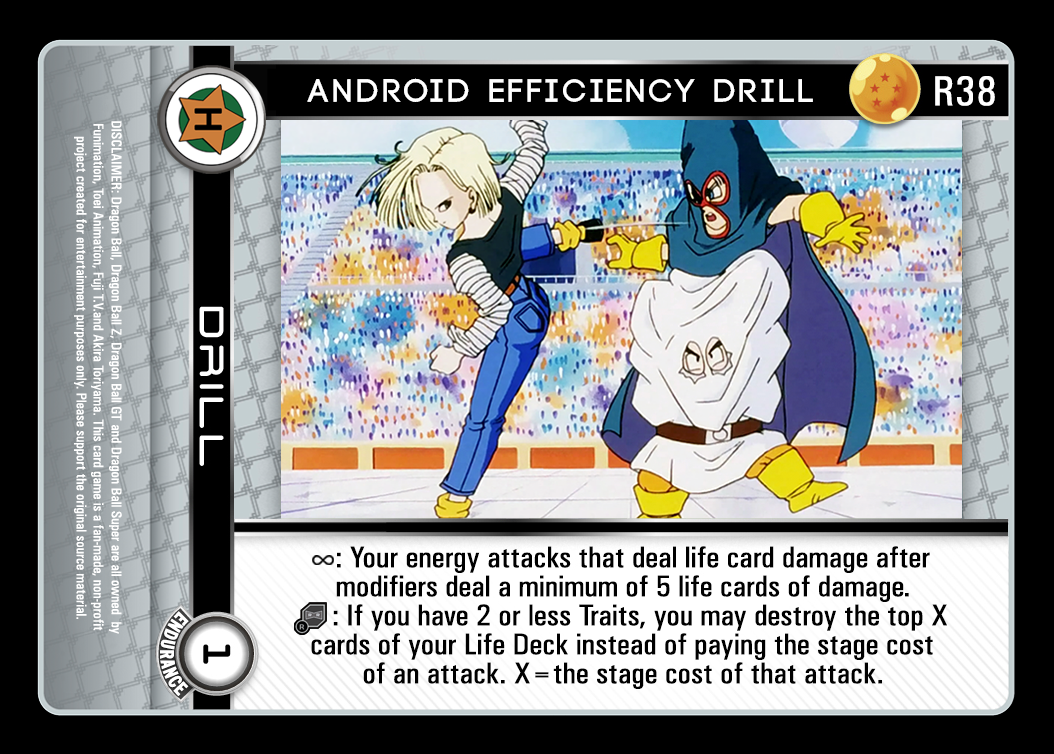 ANDROID EFFICIENCY DRILL
R38
H
DRILL
DISCLAIMER: Dragon Ball, Dragon Ball Z, Dragon Ball GT and Dragon Ball Super are all owned by
Funimation, Toei Animation, Fuji T.V.and Akira Toriyama. This card game is a fan-made, non-profit
project created for entertainment purposes only. Please support the original source material.
∞: Your energy attacks that deal life card damage after
modifiers deal a minimum of 5 life cards of damage.
R : If you have 2 or less Traits, you may destroy the top X
cards of your Life Deck instead of paying the stage cost
of an attack. X=the stage cost of that attack.
ENDURANCE
1